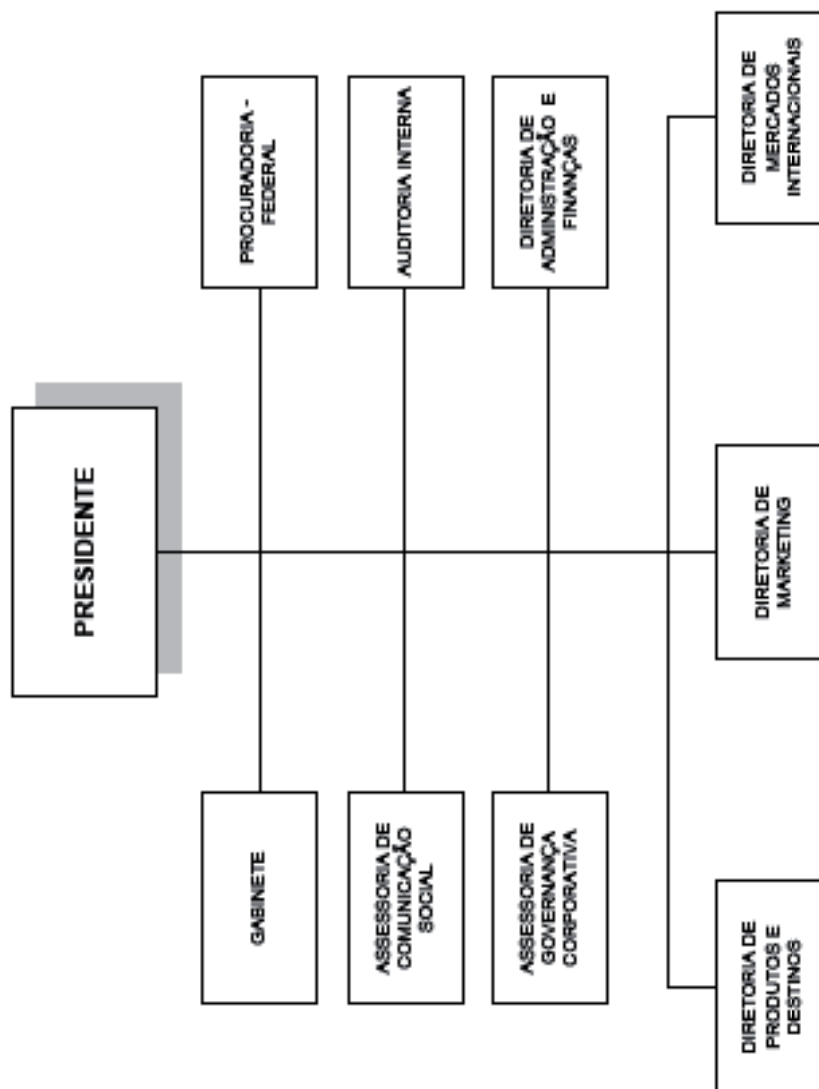 PRESIDENTE
GABINETE
PROCURADORIA -
FEDERAL
ASSESSORIA DE
COMUNICAÇÃO
SOCIAL
AUDITORIA INTERNA
ASSESSORIA DE
GOVERNANÇA
CORPORATIVA
DIRETORIA DE
ADMINISTRAÇÃO E
FINANÇAS
DIRETORIA DE
PRODUTOS E
DESTINOS
DIRETORIA DE
MARKETING
DIRETORIA DE
MERCADOS
INTERNACIONAIS